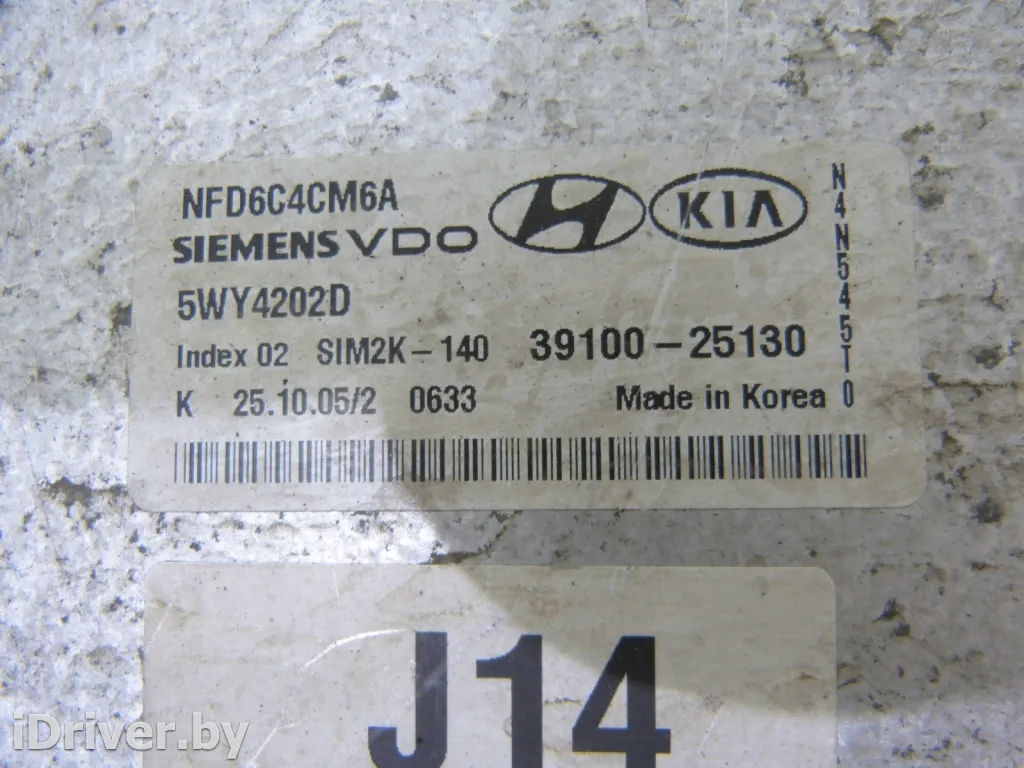 NFD6C4CM6A
SIEMENS VDO
KIA
5WY4202D
Index 02 SIM2K-140 39100-25130
K 25.10.05/2 0633 Made in Korea
N4N545T0
J14
iDriver.by